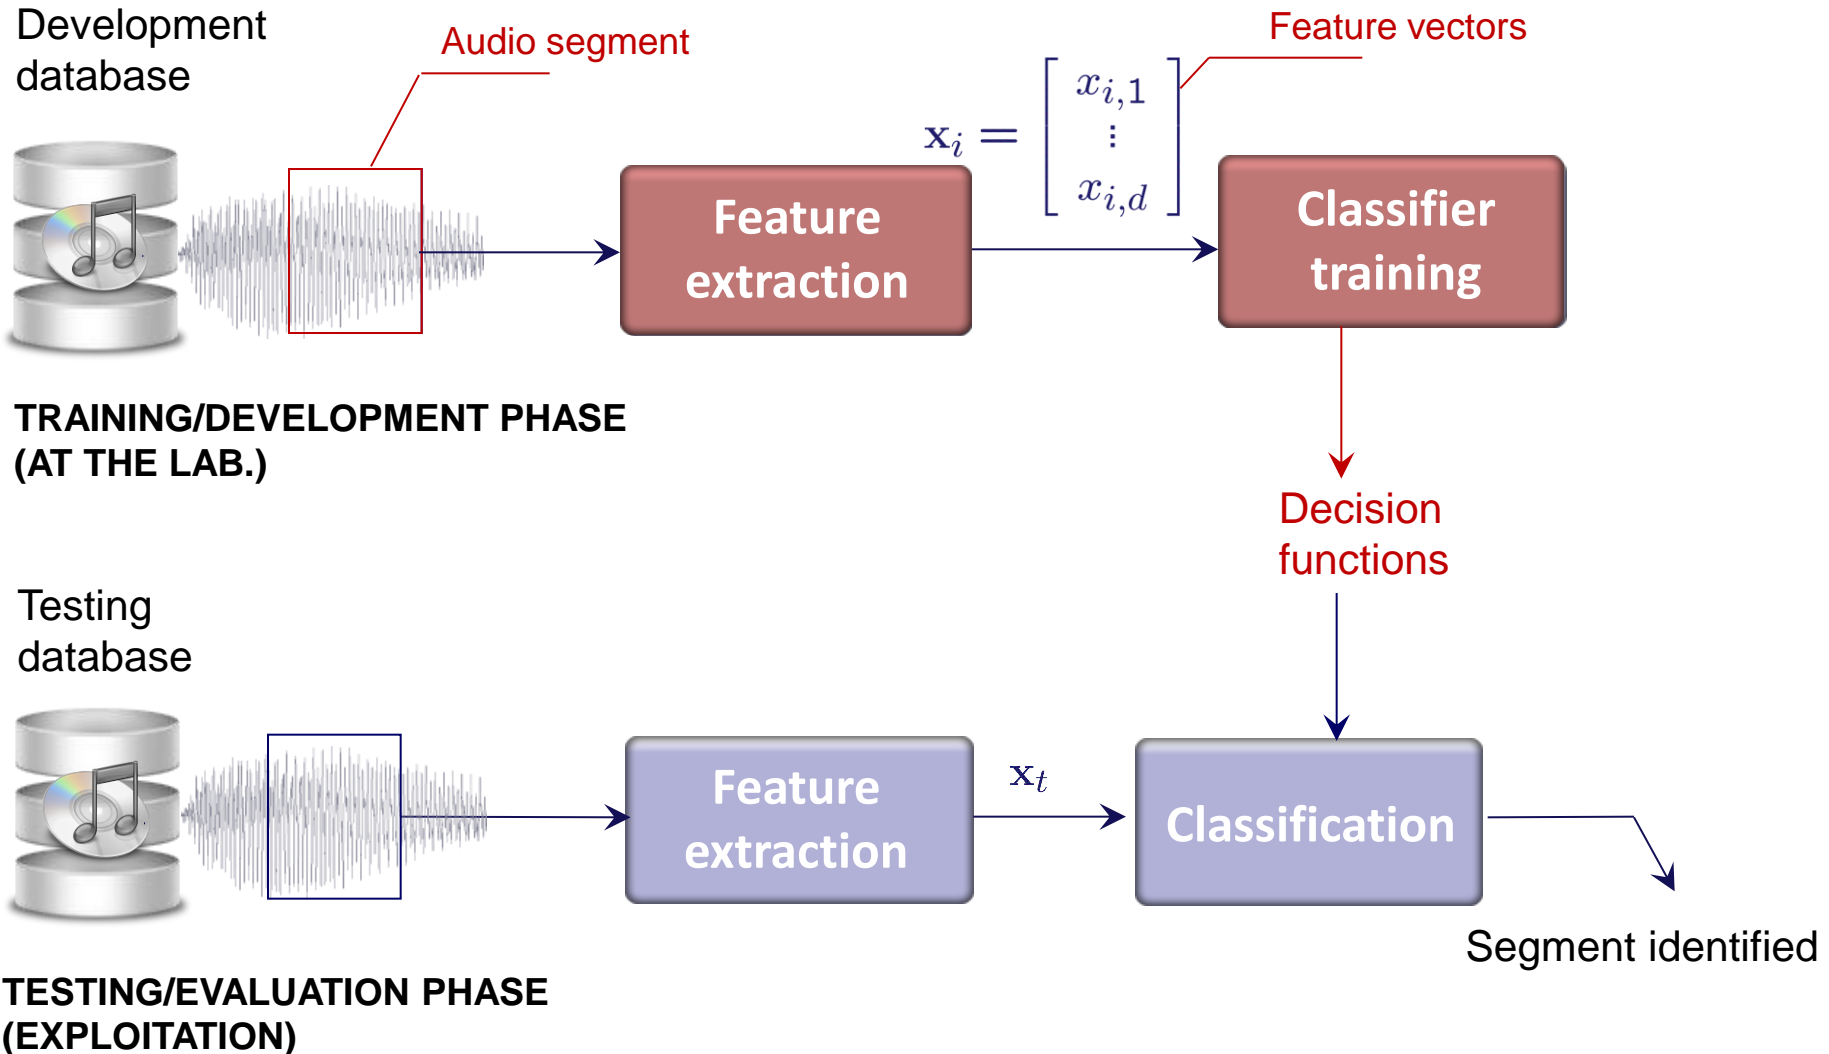 Development
database
Audio segment
Feature vectors
x_i = [ x_{i,1}
⋮
x_{i,d} ]
Feature
extraction
Classifier
training
TRAINING/DEVELOPMENT PHASE
(AT THE LAB.)
Decision
functions
Testing
database
Feature
extraction
x_t
Classification
Segment identified
TESTING/EVALUATION PHASE
(EXPLOITATION)